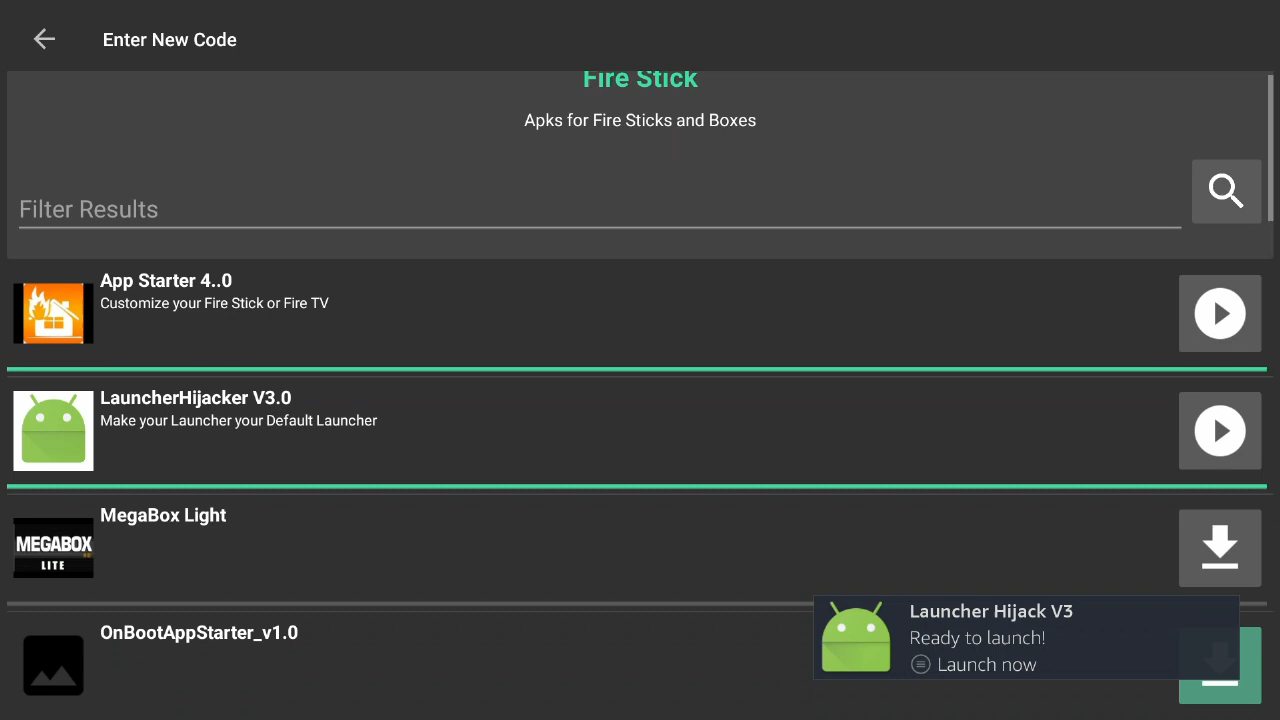 Enter New Code
Fire Stick
Apks for Fire Sticks and Boxes
Filter Results
App Starter 4..0
Customize your Fire Stick or Fire TV
LauncherHijacker V3.0
Make your Launcher your Default Launcher
MegaBox Light
MEGABOX
LITE
OnBootAppStarter_v1.0
Launcher Hijack V3
Ready to launch!
Launch now